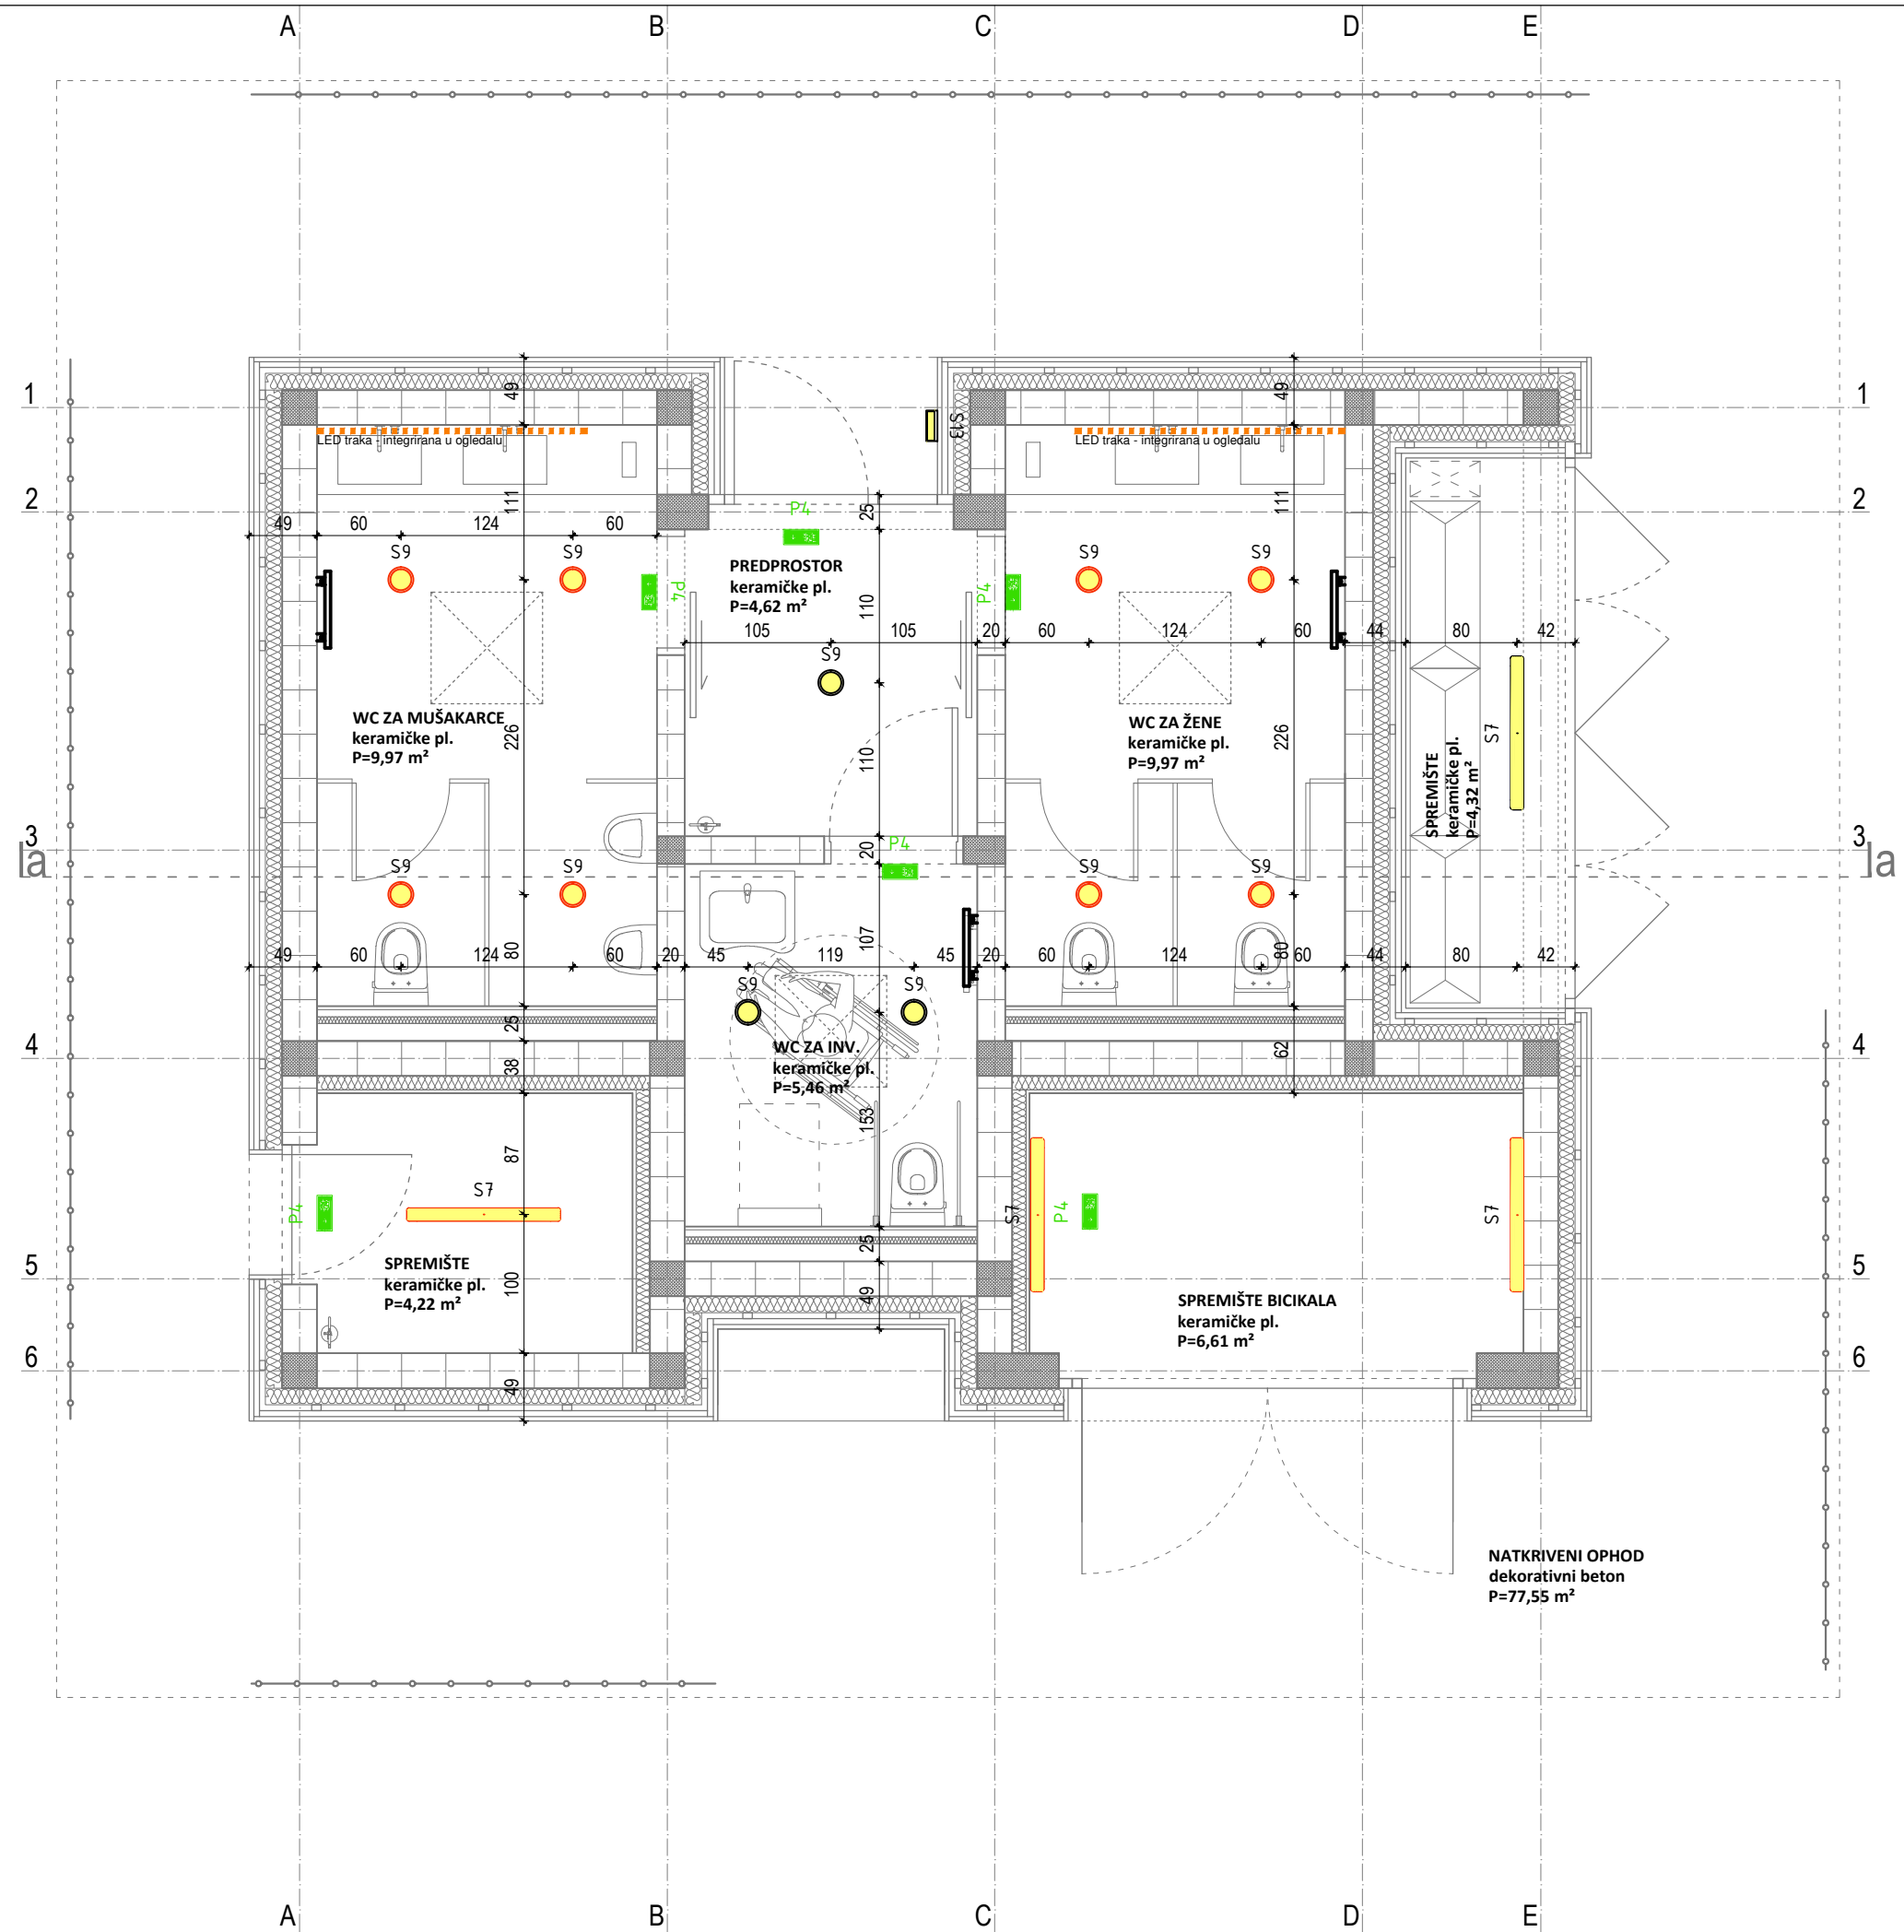 A B C D E
1 49 49 1
S13
LED traka - integrirana u ogledalu
LED traka - integrirana u ogledalu
2 111 25 111 2
49 60 124 60
P4
S9 S9 S9 S9
P4 P4
PREDPROSTOR
keramičke pl.
P=4,62 m²
110
105 105 20 60 124 60 44 80 42
S9
WC ZA MUŠAKARCE
keramičke pl.
P=9,97 m²
226
110
WC ZA ŽENE
keramičke pl.
P=9,97 m²
226
S7
SPREMIŠTE
keramičke pl.
P=4,32 m²
3 20 P4 3
Ia Ia
S9 S9 S9 S9
107
49 60 124 80 60 20 45 119 45 20 60 124 80 60 44 80 42
S9 S9
25
4 38 62 4
WC ZA INV.
keramičke pl.
P=5,46 m²
153
87
S7
P4
S7
P4
S7
25
5 100 49 5
SPREMIŠTE
keramičke pl.
P=4,22 m²
SPREMIŠTE BICIKALA
keramičke pl.
P=6,61 m²
6 49 6
NATKRIVENI OPHOD
dekorativni beton
P=77,55 m²
A B C D E